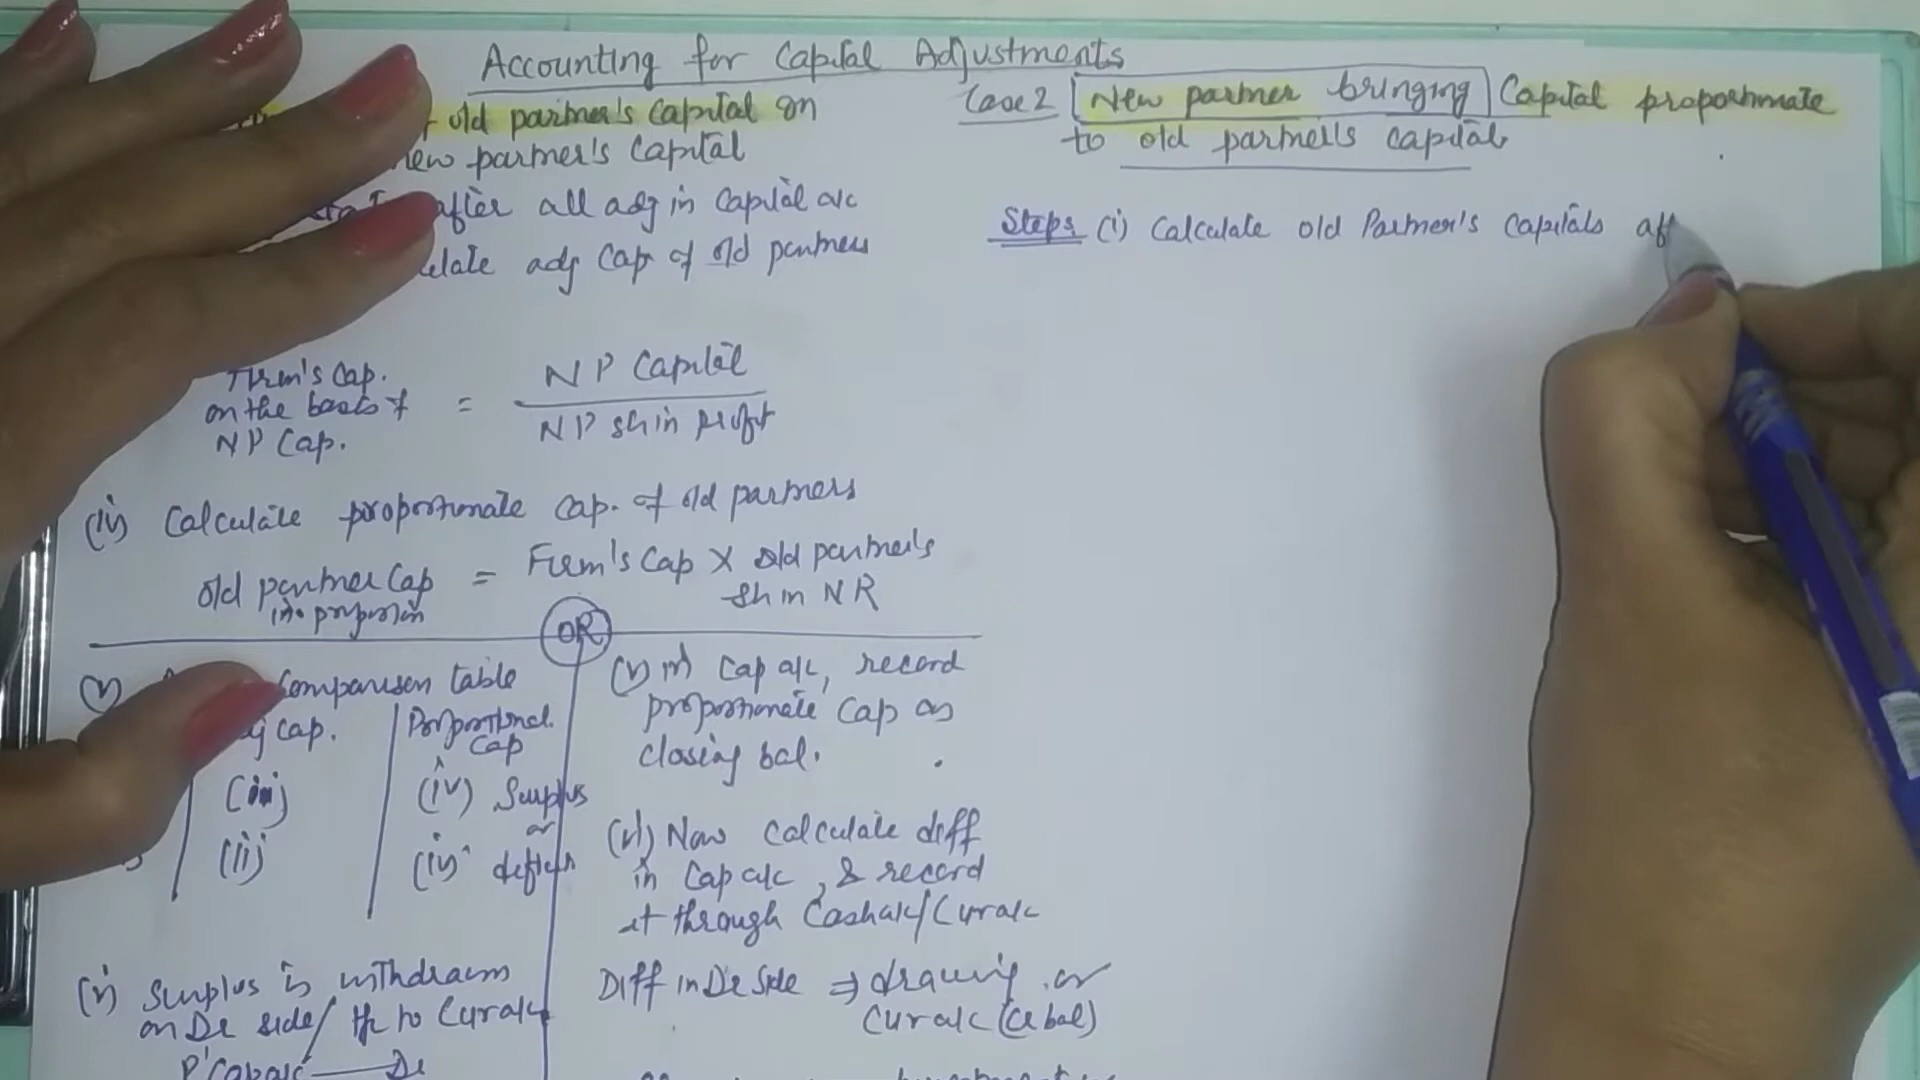 Accounting for Capital Adjustments
old partner's Capital on
new partner's Capital
after all adj in Capital a/c
adj Cap of old partners
Firm's Cap.
on the basis of
NP Cap.
=
NP Capital
NP sh in profit
(iv) Calculate proportionate Cap. of old partners
old partner Cap
in proportion
= Firm's Cap X old partner's
sh in NR
OR
(v) Comparison table
Cap.
Proportional
Cap
(iii)
(iv) Surplus
or
(ii)
(iv)
(v) Surplus is withdrawn
on Dr side/ to Cur a/c
P'Cap a/c Dr
(v) in Cap a/c, record
proportionate Cap as
closing bal.
(vi) Now calculate diff
in Cap a/c, & record
it through Cash a/c/Cur a/c
Diff in Dr Side ⇒ drawing or
Cur a/c (Cr bal)
Case 2 New partner bringing Capital proportionate
to old partner's capital
Steps (i) Calculate old Partner's Capitals aft